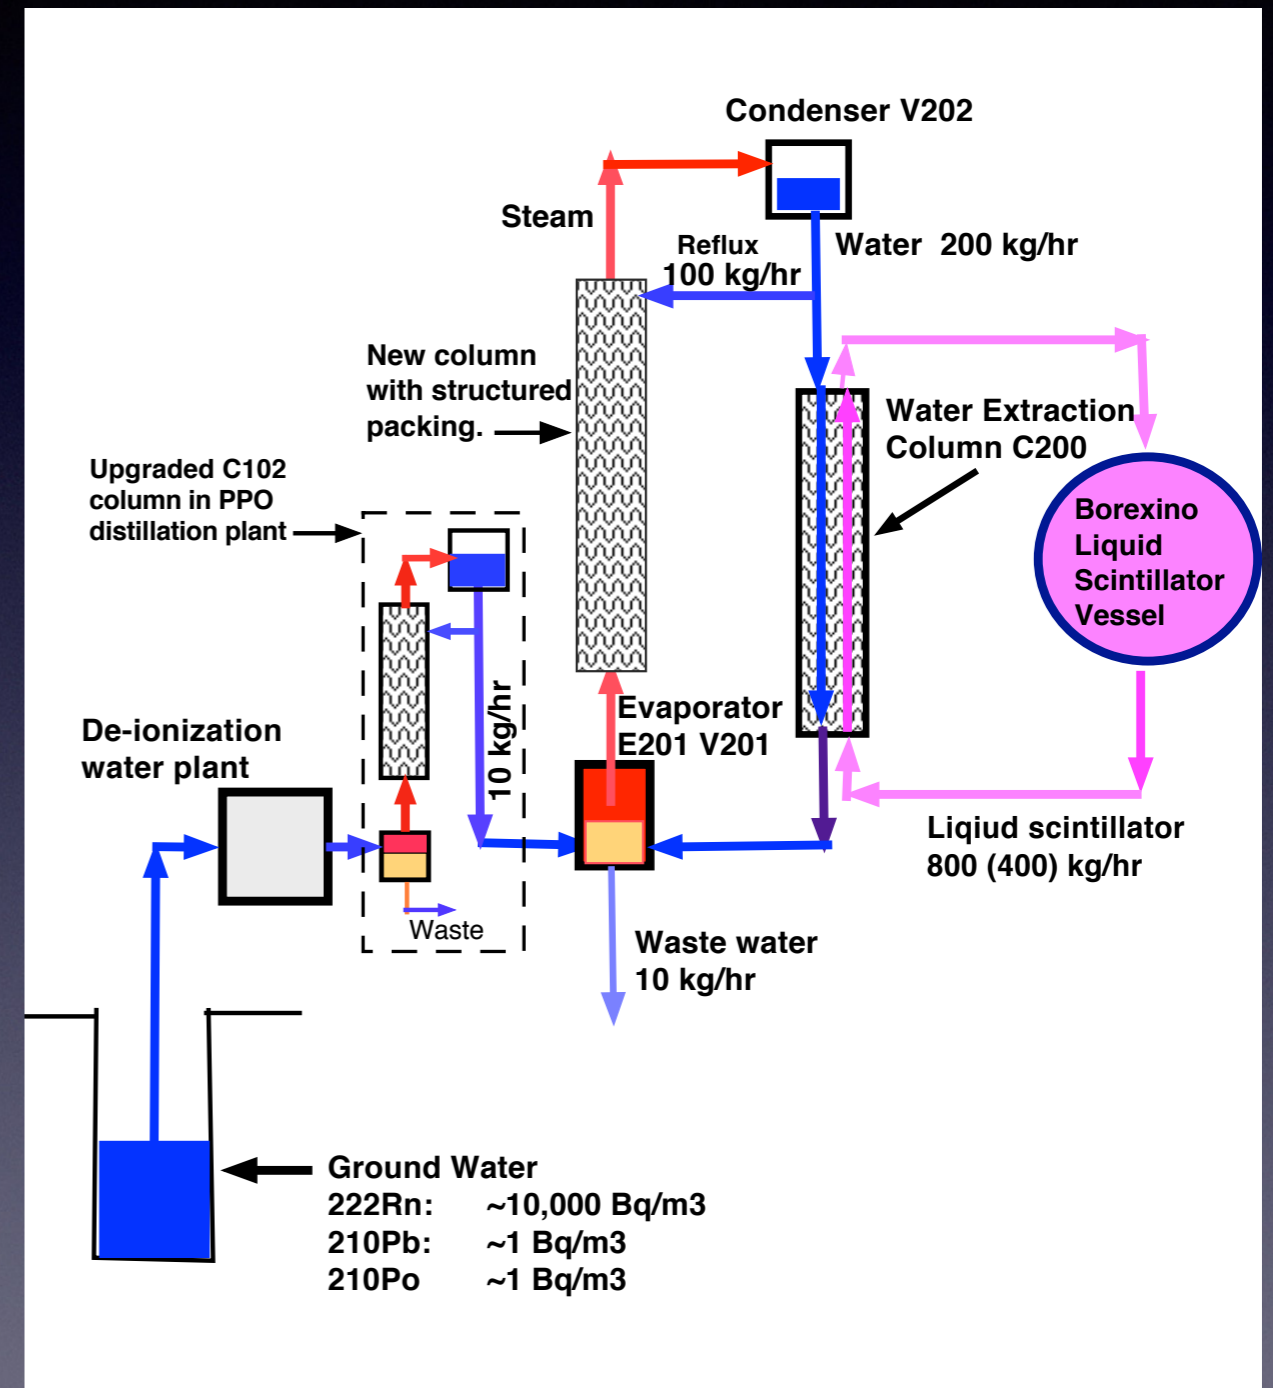 Condenser V202
Steam
Reflux
100 kg/hr
Water  200 kg/hr
New column
with structured
packing.
Water Extraction
Column C200
Upgraded C102
column in PPO
distillation plant
Borexino
Liquid
Scintillator
Vessel
10 kg/hr
Evaporator
E201 V201
De-ionization
water plant
Liqiud scintillator
800 (400) kg/hr
Waste
Waste water
10 kg/hr
Ground Water
222Rn: ~10,000 Bq/m3
210Pb: ~1 Bq/m3
210Po ~1 Bq/m3